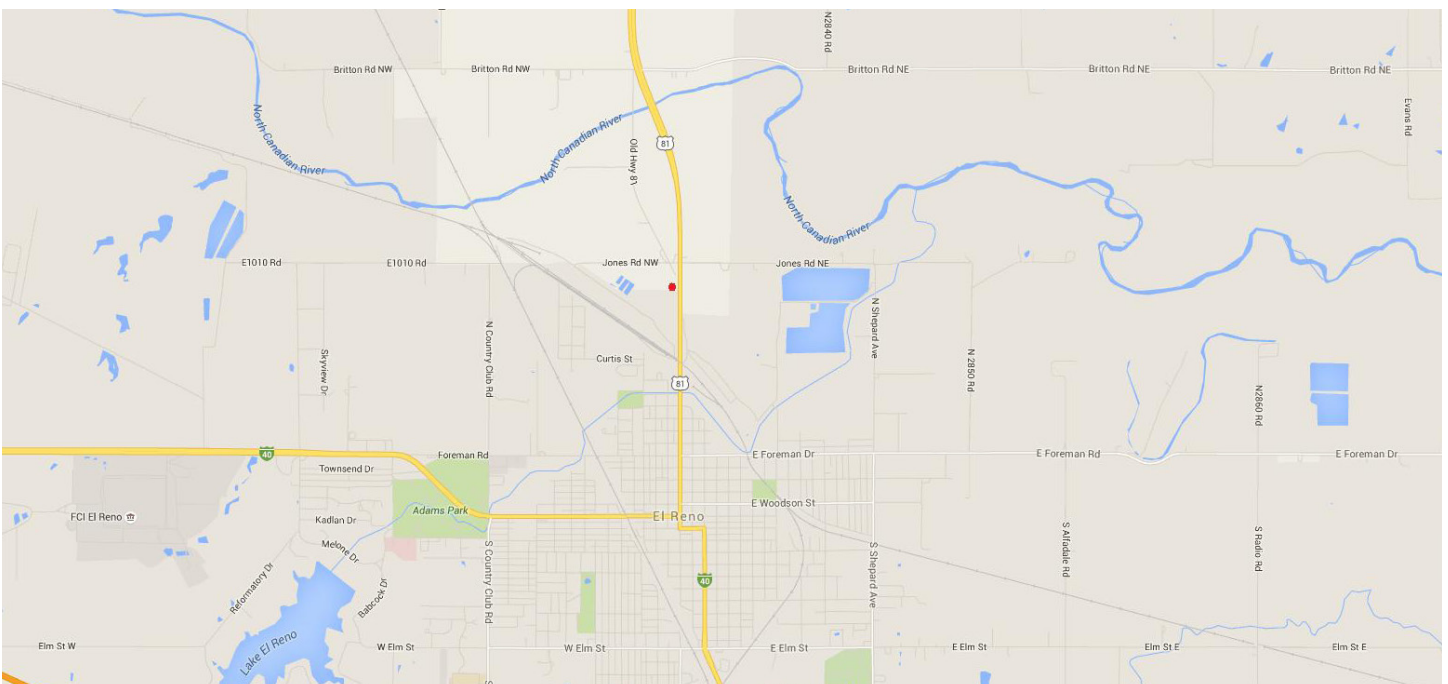 N2840 Rd
Britton Rd NW
Britton Rd NW
Britton Rd NE
Britton Rd NE
Britton Rd NE
Evans Rd
North Canadian River
North Canadian River
Old Hwy 81
81
North Canadian River
E1010 Rd
E1010 Rd
Jones Rd NW
Jones Rd NE
N Country Club Rd
N Shepard Ave
Skyview Dr
Curtis St
N 2850 Rd
81
N2860 Rd
40
Foreman Rd
E Foreman Dr
E Foreman Rd
E Foreman Dr
Townsend Dr
Adams Park
E Woodson St
FCI El Reno
Kadlan Dr
El Reno
Melone Dr
S Country Club Rd
S Shepard Ave
S Alfadale Rd
S Radio Rd
Reformatory Dr
Babcock Dr
40
Lake El Reno
Elm St W
W Elm St
W Elm St
E Elm St
E Elm St
Elm St E
Elm St E